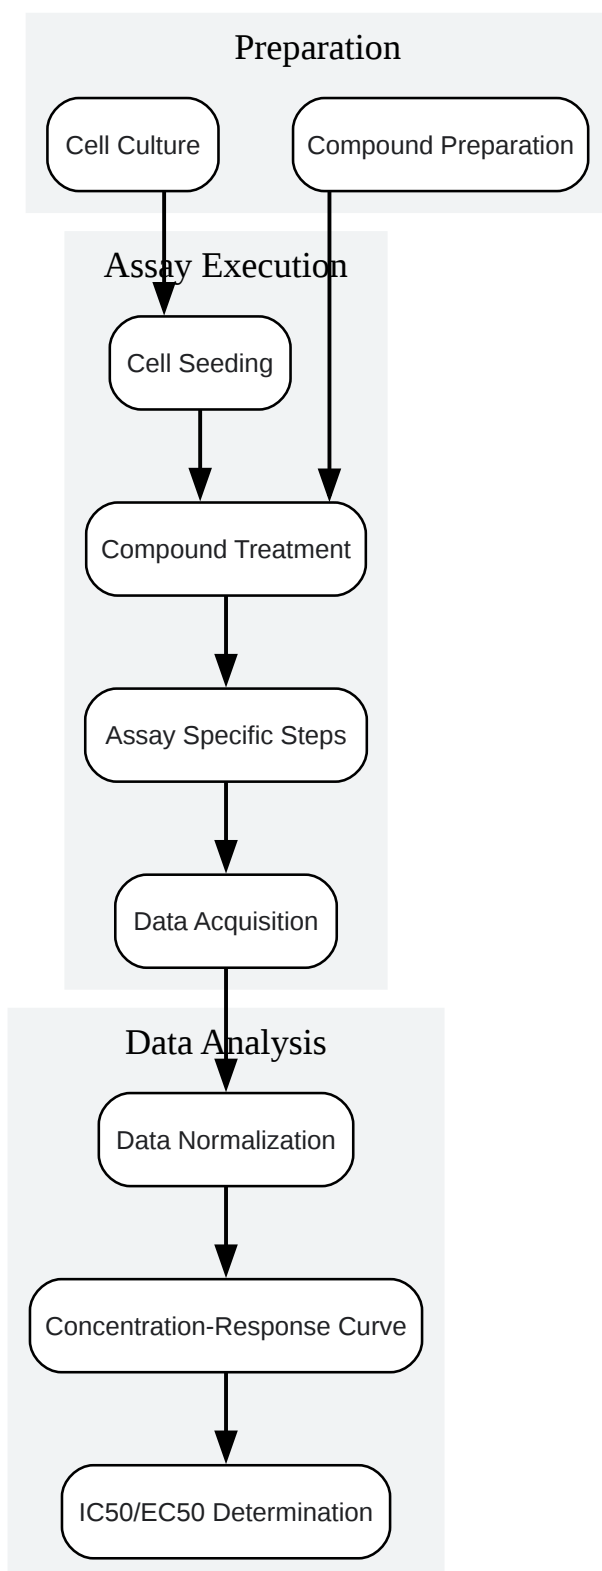 Preparation
Cell Culture
Compound Preparation
Assay Execution
Cell Seeding
Compound Treatment
Assay Specific Steps
Data Acquisition
Data Analysis
Data Normalization
Concentration-Response Curve
IC50/EC50 Determination